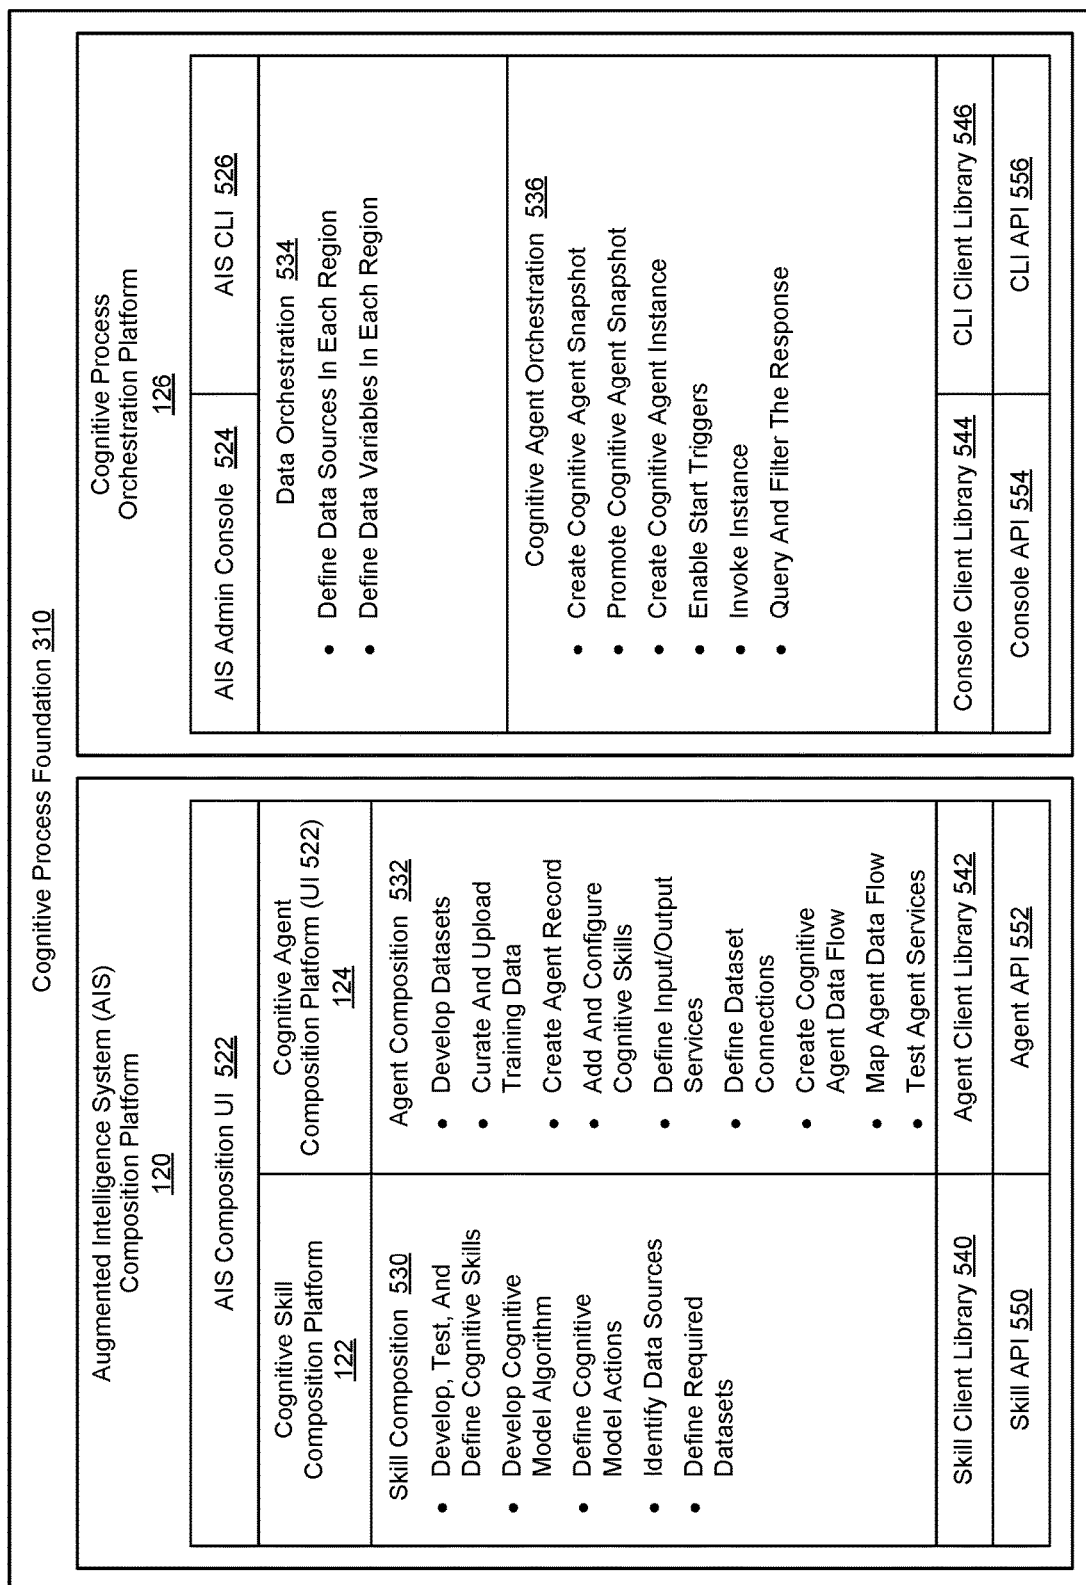 Cognitive Process Foundation 310
Augmented Intelligence System (AIS)
Composition Platform
120
AIS Composition UI 522
Cognitive Skill
Composition Platform
122
Skill Composition 530
• Develop, Test, And
Define Cognitive Skills
• Develop Cognitive
Model Algorithm
• Define Cognitive
Model Actions
• Identify Data Sources
• Define Required
Datasets
Skill Client Library 540
Skill API 550
Cognitive Agent
Composition Platform (UI 522)
124
Agent Composition 532
• Develop Datasets
• Curate And Upload
Training Data
• Create Agent Record
• Add And Configure
Cognitive Skills
• Define Input/Output
Services
• Define Dataset
Connections
• Create Cognitive
Agent Data Flow
• Map Agent Data Flow
• Test Agent Services
Agent Client Library 542
Agent API 552
Cognitive Process
Orchestration Platform
126
AIS Admin Console 524
AIS CLI 526
Data Orchestration 534
• Define Data Sources In Each Region
• Define Data Variables In Each Region
Cognitive Agent Orchestration 536
• Create Cognitive Agent Snapshot
• Promote Cognitive Agent Snapshot
• Create Cognitive Agent Instance
• Enable Start Triggers
• Invoke Instance
• Query And Filter The Response
Console Client Library 544
CLI Client Library 546
Console API 554
CLI API 556